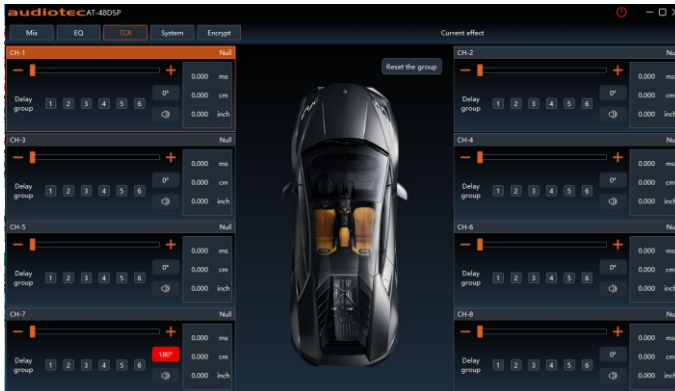 audiotec AT-48DSP
Mix EQ TCR System Encrypt Current effect
CH-1 Null
0.000 ms
0° 0.000 cm
Delay group 1 2 3 4 5 6
0.000 inch
Reset the group
CH-2 Nul
0.000 ms
0° 0.000 cm
Delay group 1 2 3 4 5 6
0.000 inch
CH-3 Null
0.000 ms
0° 0.000 cm
Delay group 1 2 3 4 5 6
0.000 inch
CH-4 Nul
0.000 ms
0° 0.000 cm
Delay group 1 2 3 4 5 6
0.000 inch
CH-5 Null
0.000 ms
0° 0.000 cm
Delay group 1 2 3 4 5 6
0.000 inch
CH-6 Nul
0.000 ms
0° 0.000 cm
Delay group 1 2 3 4 5 6
0.000 inch
CH-7 Null
0.000 ms
180° 0.000 cm
Delay group 1 2 3 4 5 6
0.000 inch
CH-8 Nul
0.000 ms
0° 0.000 cm
Delay group 1 2 3 4 5 6
0.000 inch